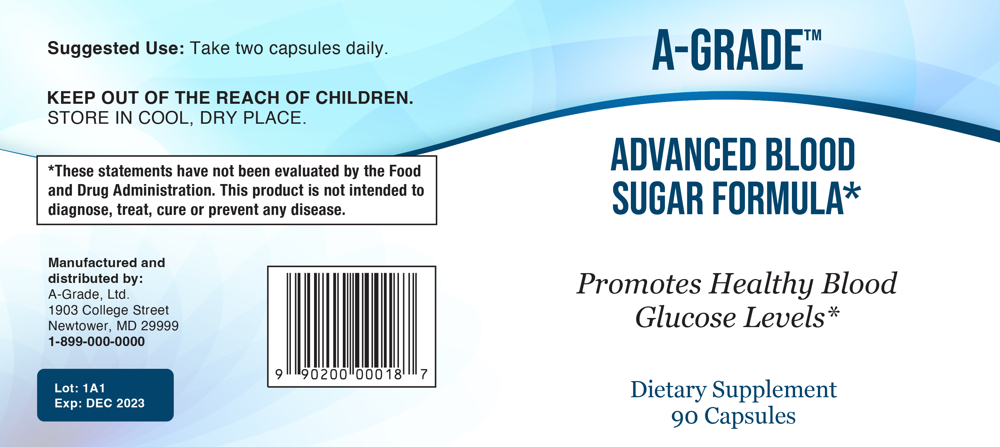 Suggested Use: Take two capsules daily.
KEEP OUT OF THE REACH OF CHILDREN.
STORE IN COOL, DRY PLACE.
*These statements have not been evaluated by the Food
and Drug Administration. This product is not intended to
diagnose, treat, cure or prevent any disease.
Manufactured and
distributed by:
A-Grade, Ltd.
1903 College Street
Newtower, MD 29999
1-899-000-0000
Lot: 1A1
Exp: DEC 2023
9 90200 00018 7
A-GRADE™
ADVANCED BLOOD
SUGAR FORMULA*
Promotes Healthy Blood
Glucose Levels*
Dietary Supplement
90 Capsules